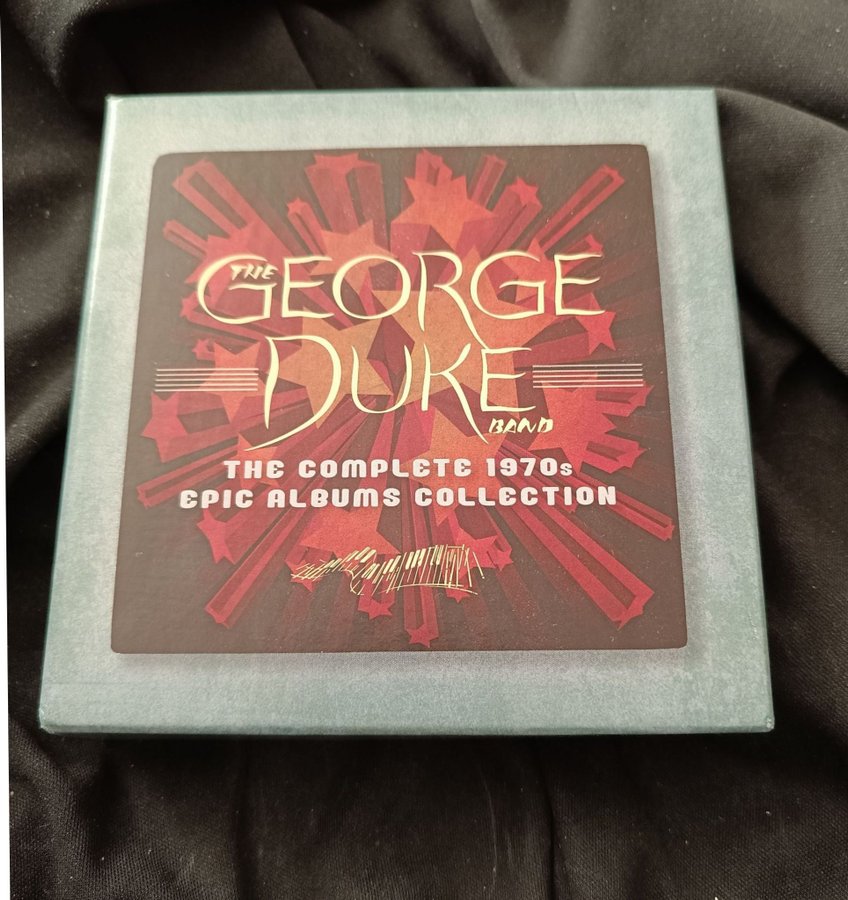 THE
GEORGE
DUKE
BAND
THE COMPLETE 1970s
EPIC ALBUMS COLLECTION